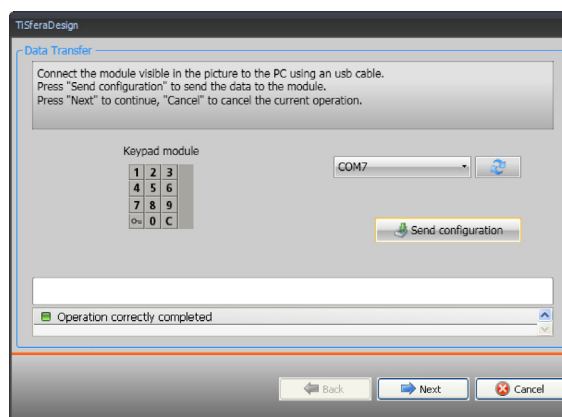 TiSferaDesign
Data Transfer
Connect the module visible in the picture to the PC using an usb cable.
Press "Send configuration" to send the data to the module.
Press "Next" to continue, "Cancel" to cancel the current operation.
Keypad module
1 2 3
4 5 6
7 8 9
0 C
COM7
Send configuration
Operation correctly completed
Back
Next
Cancel